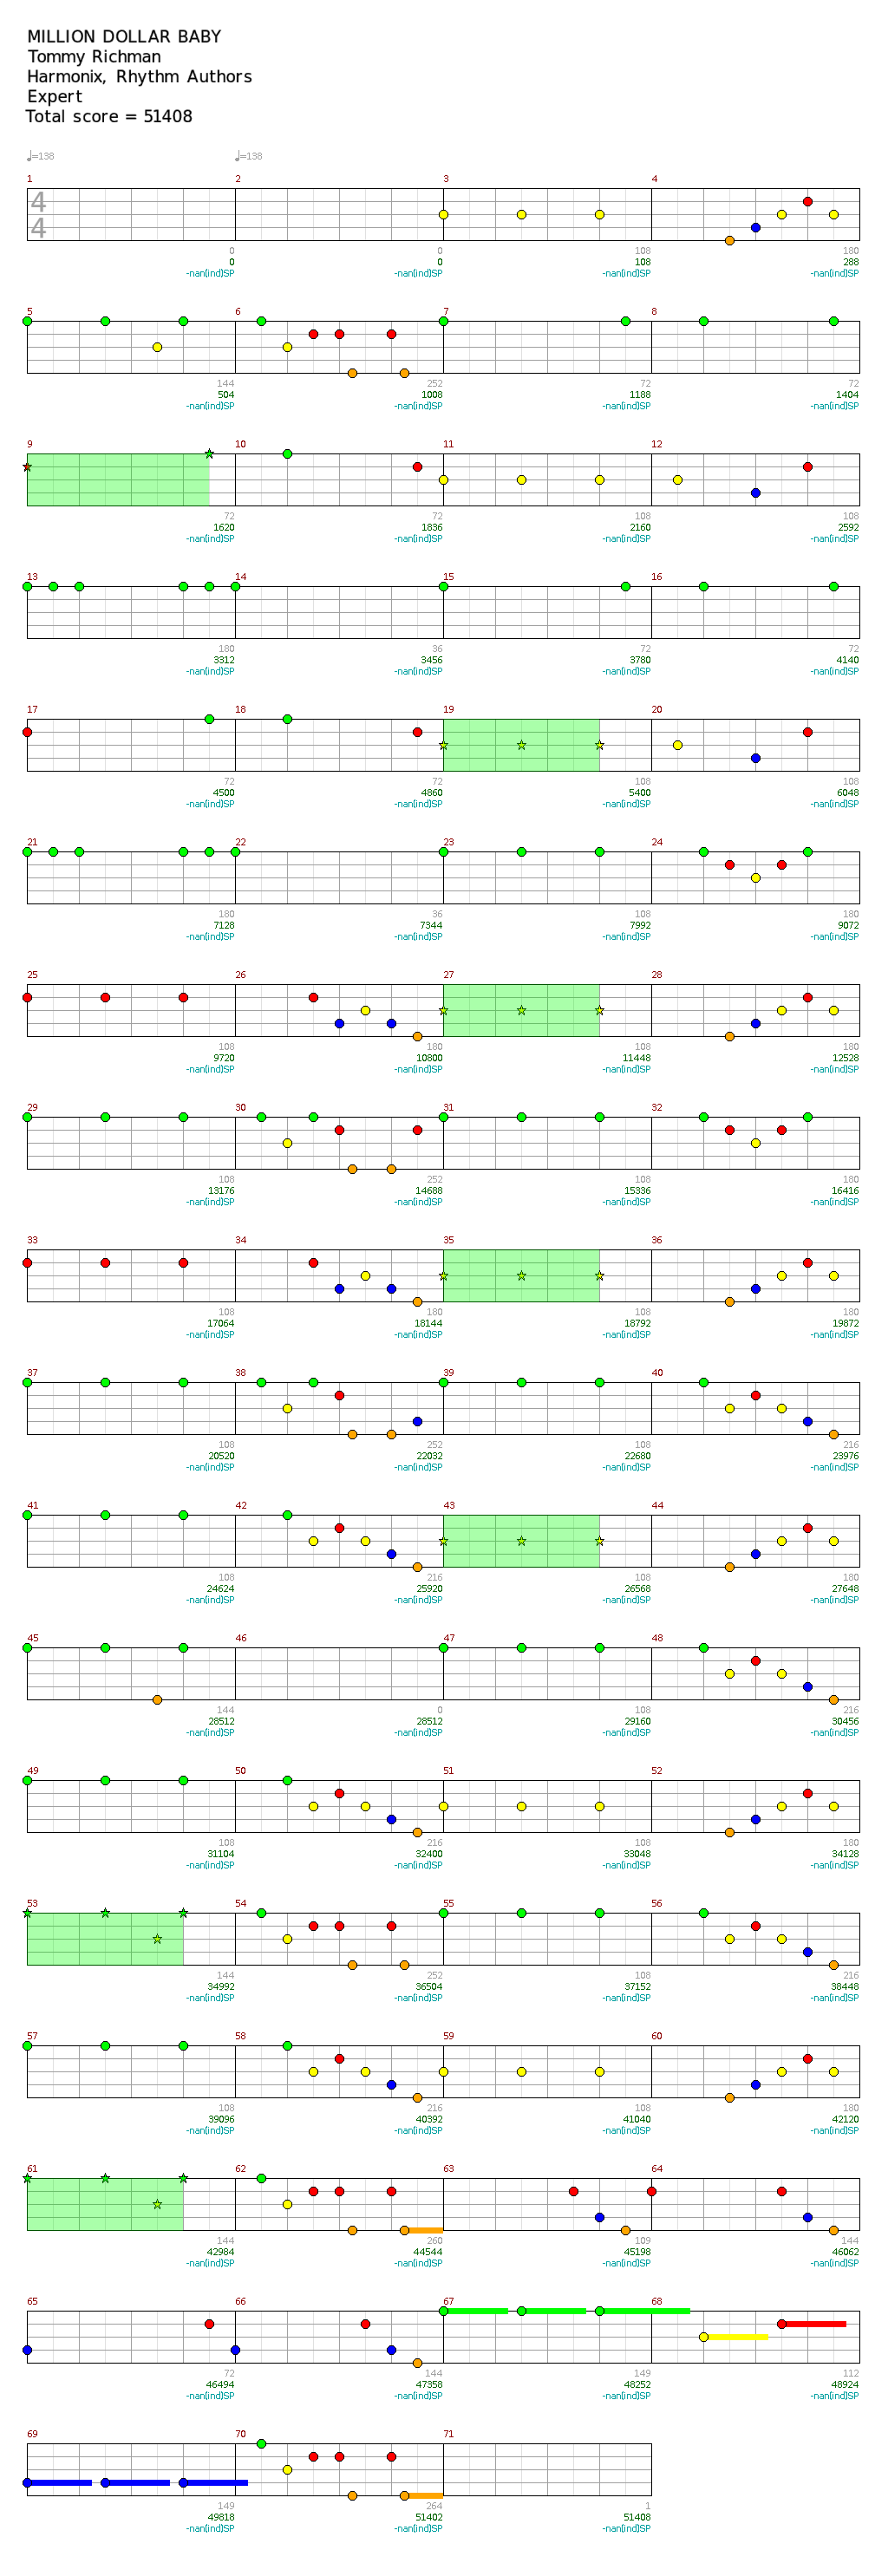 MILLION DOLLAR BABY
Tommy Richman
Harmonix, Rhythm Authors
Expert
Total score = 51408
♩=138 ♩=138
1 2 3 4
4
4
0 0 108 180
0 0 108 288
-nan(ind)SP -nan(ind)SP -nan(ind)SP -nan(ind)SP
5 6 7 8
144 252 72 72
504 1008 1188 1404
-nan(ind)SP -nan(ind)SP -nan(ind)SP -nan(ind)SP
9 10 11 12
72 72 108 108
1620 1836 2160 2592
-nan(ind)SP -nan(ind)SP -nan(ind)SP -nan(ind)SP
13 14 15 16
180 36 72 72
3312 3456 3780 4140
-nan(ind)SP -nan(ind)SP -nan(ind)SP -nan(ind)SP
17 18 19 20
72 72 108 108
4500 4860 5400 6048
-nan(ind)SP -nan(ind)SP -nan(ind)SP -nan(ind)SP
21 22 23 24
180 36 108 180
7128 7344 7992 9072
-nan(ind)SP -nan(ind)SP -nan(ind)SP -nan(ind)SP
25 26 27 28
108 180 108 180
9720 10800 11448 12528
-nan(ind)SP -nan(ind)SP -nan(ind)SP -nan(ind)SP
29 30 31 32
108 252 108 180
13176 14688 15336 16416
-nan(ind)SP -nan(ind)SP -nan(ind)SP -nan(ind)SP
33 34 35 36
108 180 108 180
17064 18144 18792 19872
-nan(ind)SP -nan(ind)SP -nan(ind)SP -nan(ind)SP
37 38 39 40
108 252 108 216
20520 22032 22680 23976
-nan(ind)SP -nan(ind)SP -nan(ind)SP -nan(ind)SP
41 42 43 44
108 216 108 180
24624 25920 26568 27648
-nan(ind)SP -nan(ind)SP -nan(ind)SP -nan(ind)SP
45 46 47 48
144 0 108 216
28512 28512 29160 30456
-nan(ind)SP -nan(ind)SP -nan(ind)SP -nan(ind)SP
49 50 51 52
108 216 108 180
31104 32400 33048 34128
-nan(ind)SP -nan(ind)SP -nan(ind)SP -nan(ind)SP
53 54 55 56
144 252 108 216
34992 36504 37152 38448
-nan(ind)SP -nan(ind)SP -nan(ind)SP -nan(ind)SP
57 58 59 60
108 216 108 180
39096 40392 41040 42120
-nan(ind)SP -nan(ind)SP -nan(ind)SP -nan(ind)SP
61 62 63 64
144 260 109 144
42984 44544 45198 46062
-nan(ind)SP -nan(ind)SP -nan(ind)SP -nan(ind)SP
65 66 67 68
72 144 149 112
46494 47358 48252 48924
-nan(ind)SP -nan(ind)SP -nan(ind)SP -nan(ind)SP
69 70 71
149 264 1
49818 51402 51408
-nan(ind)SP -nan(ind)SP -nan(ind)SP